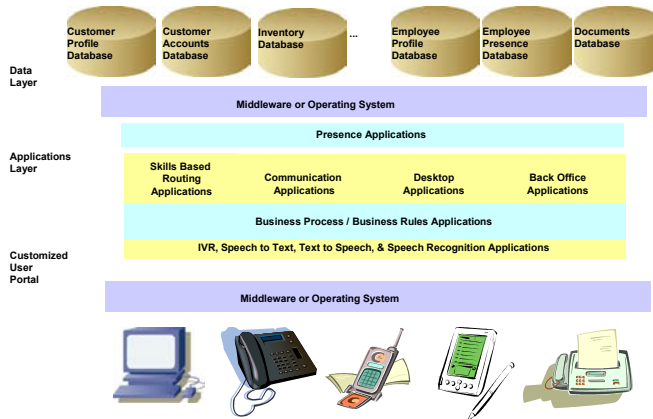 Customer
Profile
Database
Customer
Accounts
Database
Inventory
Database
...
Employee
Profile
Database
Employee
Presence
Database
Documents
Database
Data
Layer
Middleware or Operating System
Presence Applications
Applications
Layer
Skills Based
Routing
Applications
Communication
Applications
Desktop
Applications
Back Office
Applications
Business Process / Business Rules Applications
IVR, Speech to Text, Text to Speech, & Speech Recognition Applications
Customized
User
Portal
Middleware or Operating System